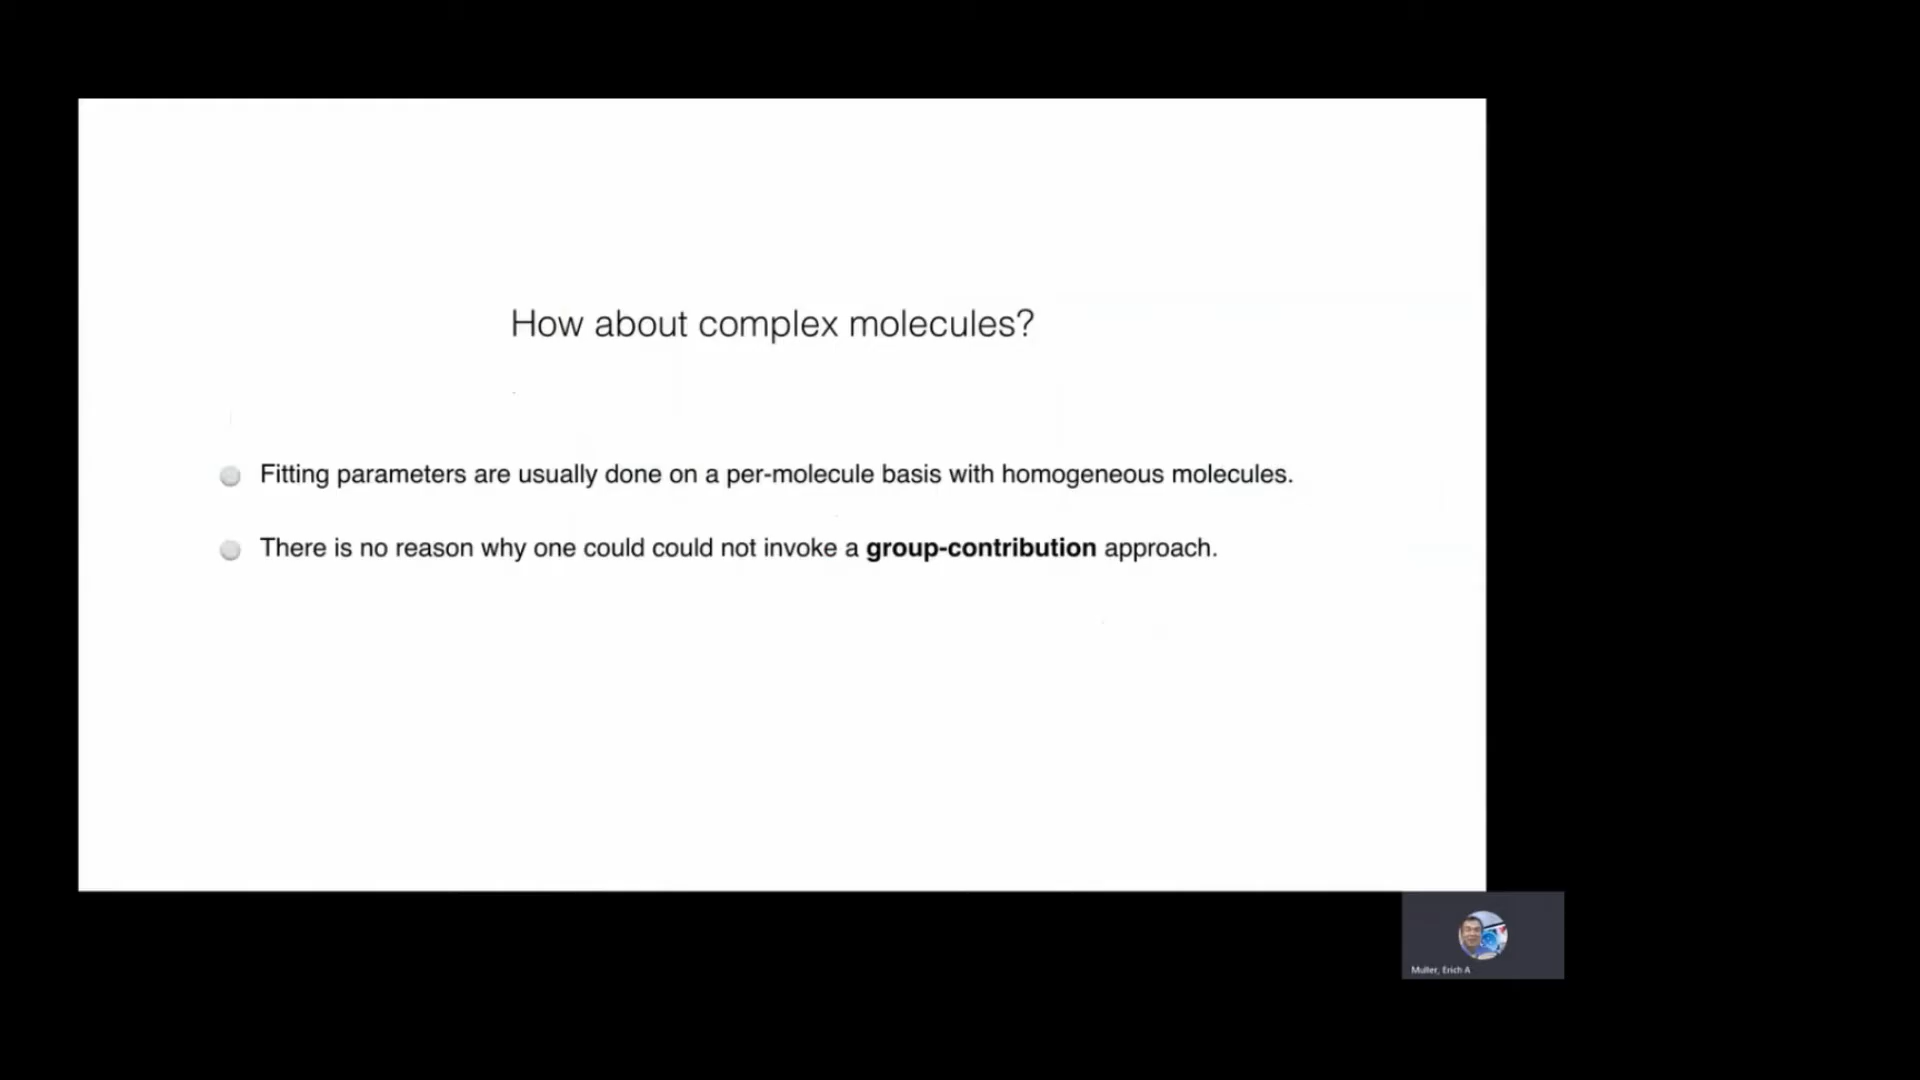 How about complex molecules?
Fitting parameters are usually done on a per-molecule basis with homogeneous molecules.
There is no reason why one could could not invoke a group-contribution approach.
Muller, Erich A